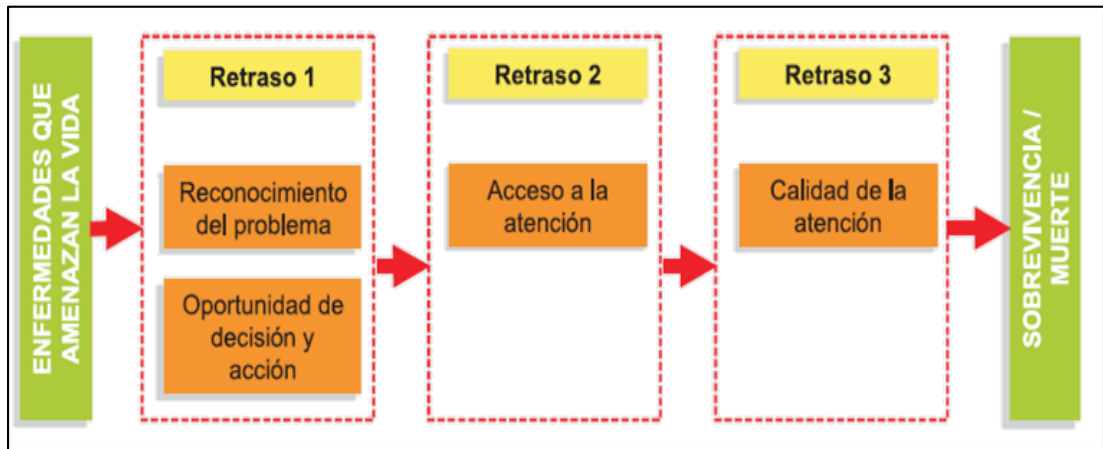 ENFERMEDADES QUE
AMENAZAN LA VIDA
Retraso 1
Reconocimiento
del problema
Oportunidad de
decisión y
acción
Retraso 2
Acceso a la
atención
Retraso 3
Calidad de la
atención
SOBREVIVENCIA /
MUERTE